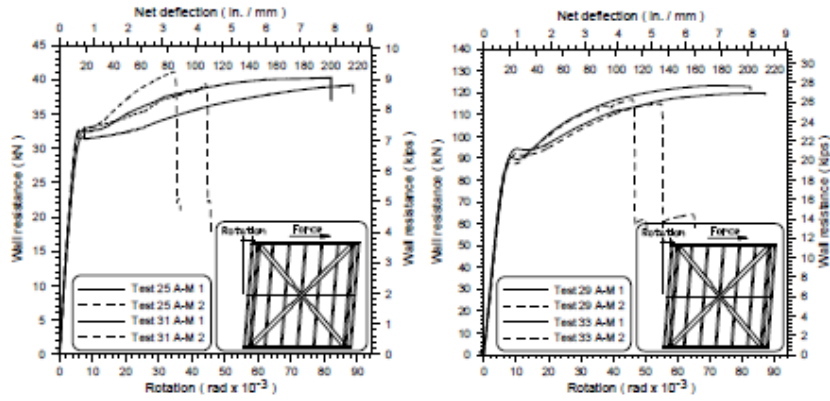 Net deflection ( in. / mm )
0 1 2 3 4 5 6 7 8 9
20 60 80 100 120 140 160 180 200 220
45
40
35
30
25
20
15
10
5
0
Wall resistance ( kN )
10
9
8
7
6
5
4
3
2
1
0
Wall resistance ( kips )
Rotation
Force
Test 25 A-M 1
Test 25 A-M 2
Test 31 A-M 1
Test 31 A-M 2
0 10 20 30 40 50 60 70 80 90
Rotation ( rad x 10⁻³ )
Net deflection ( in. / mm )
0 1 2 3 4 5 6 7 8 9
20 60 80 100 120 140 160 180 200 220
140
130
120
110
100
90
80
70
60
50
40
30
20
10
0
Wall resistance ( kN )
30
28
26
24
22
20
18
16
14
12
10
8
6
4
2
0
Wall resistance ( kips )
Rotation
Force
Test 29 A-M 1
Test 29 A-M 2
Test 33 A-M 1
Test 33 A-M 2
0 10 20 30 40 50 60 70 80 90
Rotation ( rad x 10⁻³ )